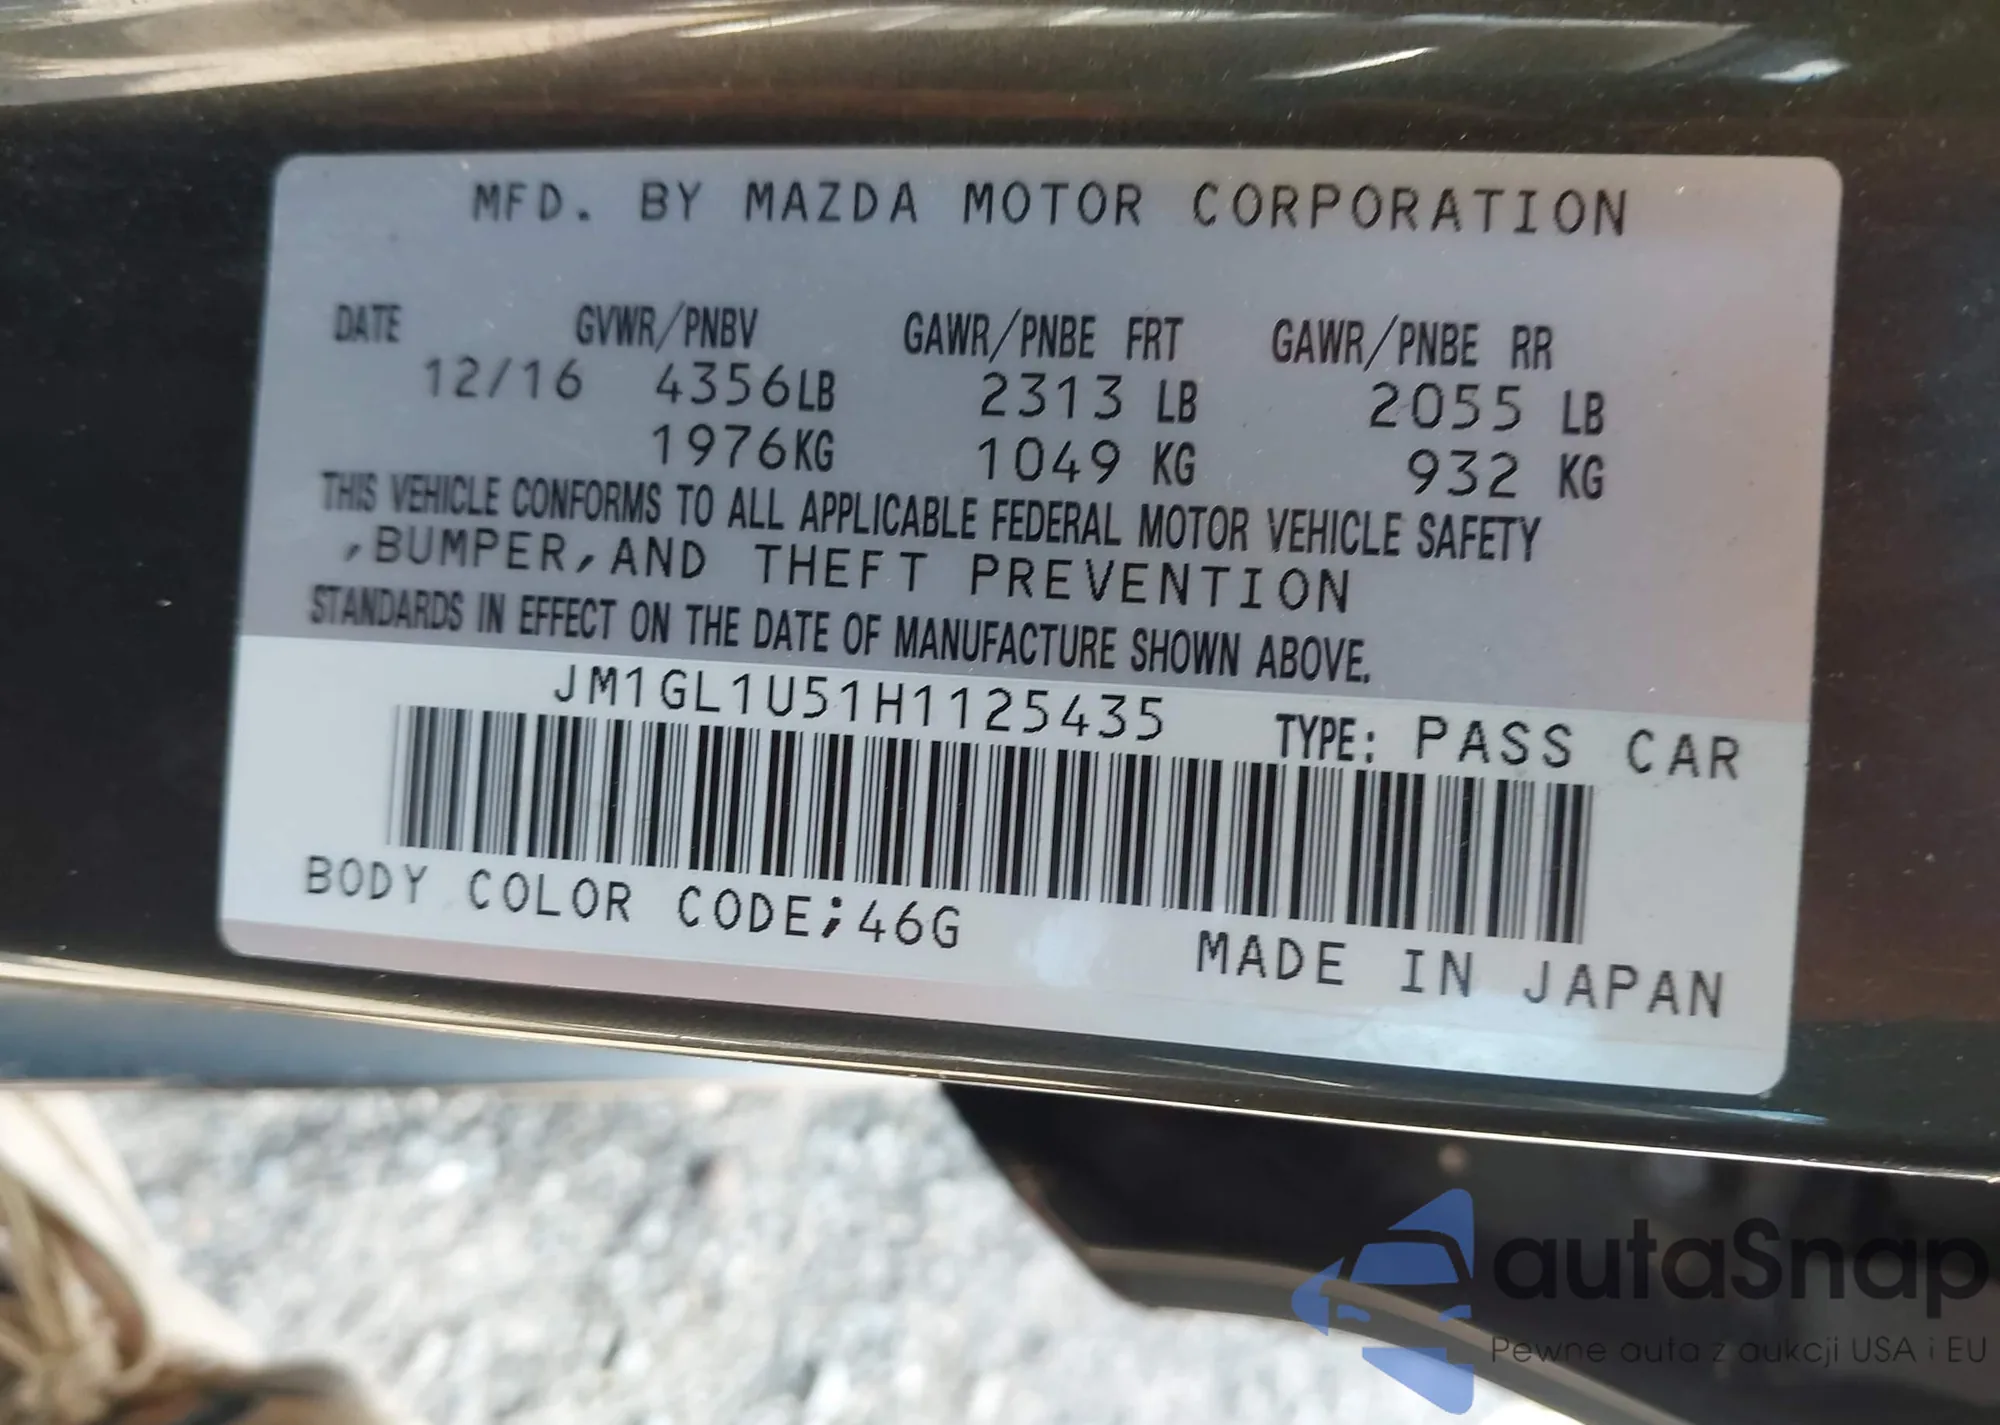 MFD. BY MAZDA MOTOR CORPORATION
DATE GVWR/PNBV GAWR/PNBE FRT GAWR/PNBE RR
12/16 4356LB 2313 LB 2055 LB
1976KG 1049 KG 932 KG
THIS VEHICLE CONFORMS TO ALL APPLICABLE FEDERAL MOTOR VEHICLE SAFETY
,BUMPER,AND THEFT PREVENTION
STANDARDS IN EFFECT ON THE DATE OF MANUFACTURE SHOWN ABOVE.
JM1GL1U51H1125435 TYPE: PASS CAR
BODY COLOR CODE;46G
MADE IN JAPAN
autaSnap
Pewne auta z aukcji USA i EU